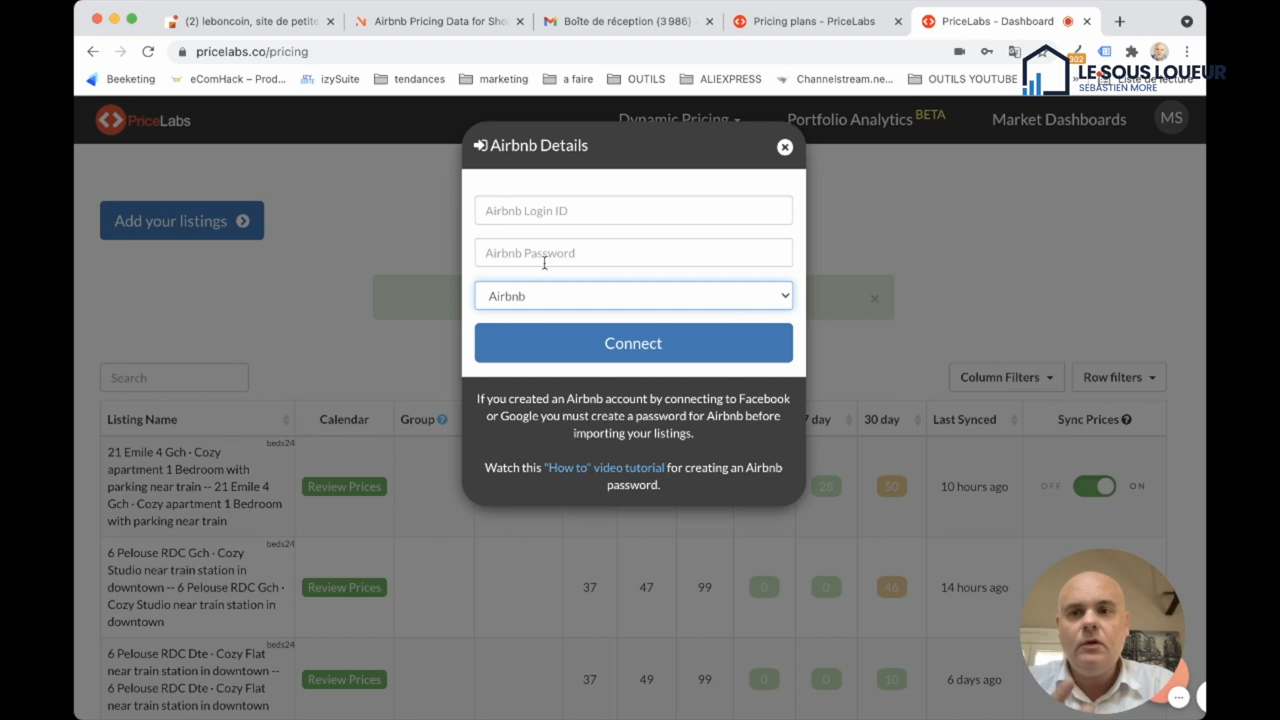 (2) leboncoin, site de petite
Airbnb Pricing Data for Sho
Boîte de réception (3 986)
Pricing plans - PriceLabs
PriceLabs - Dashboard
pricelabs.co/pricing
302
Beeketing
eComHack – Prod...
izySuite
tendances
marketing
a faire
OUTILS
ALIEXPRESS
Channelstream.ne...
OUTILS YOUTUBE
»
Liste de lecture
LE SOUS LOUEUR
SEBASTIEN MORE
PriceLabs
Dynamic Pricing
Portfolio Analytics BETA
Market Dashboards
MS
Add your listings
Airbnb Details
Airbnb Login ID
Airbnb Password
Airbnb
Connect
If you created an Airbnb account by connecting to Facebook
or Google you must create a password for Airbnb before
importing your listings.
Watch this "How to" video tutorial for creating an Airbnb
password.
Search
Column Filters
Row filters
Listing Name
Calendar
Group
7 day
30 day
Last Synced
Sync Prices
beds24
21 Emile 4 Gch · Cozy
apartment 1 Bedroom with
parking near train -- 21 Emile 4
Gch · Cozy apartment 1 Bedroom
with parking near train
Review Prices
26
50
10 hours ago
OFF
ON
beds24
6 Pelouse RDC Gch · Cozy
Studio near train station in
downtown -- 6 Pelouse RDC Gch ·
Cozy Studio near train station in
downtown
Review Prices
37
47
99
0
0
46
14 hours ago
beds24
6 Pelouse RDC Dte · Cozy Flat
near train station in downtown --
6 Pelouse RDC Dte · Cozy Flat
near train station in downtown
Review Prices
37
49
99
0
0
10
6 days ago